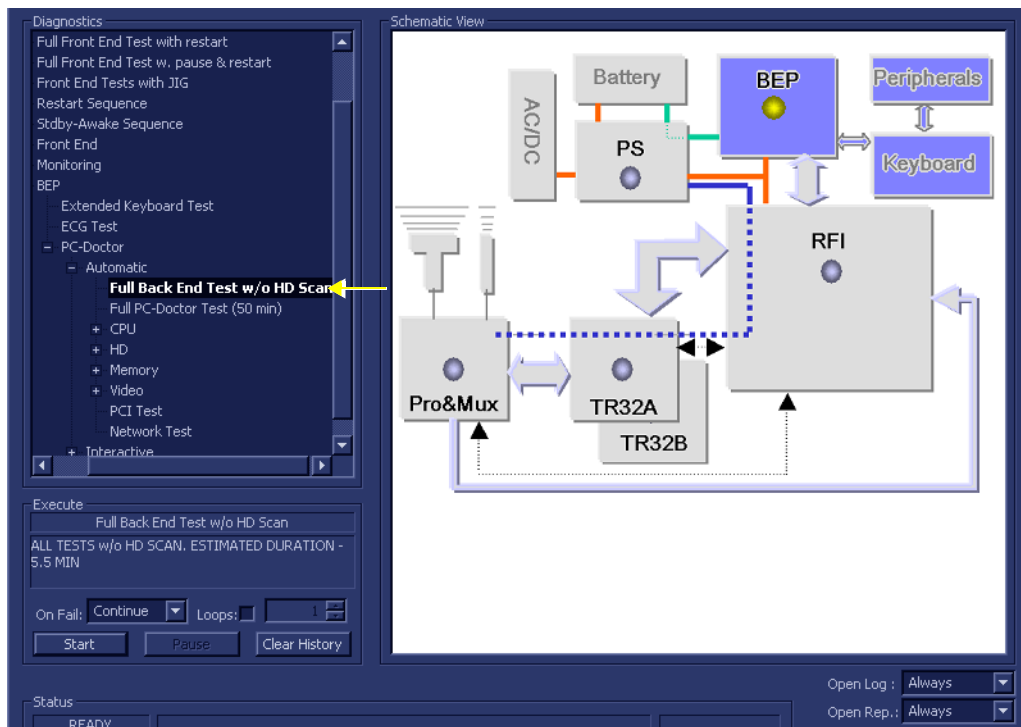 Diagnostics
Full Front End Test with restart
Full Front End Test w. pause & restart
Front End Tests with JIG
Restart Sequence
Stdby-Awake Sequence
Front End
Monitoring
BEP
Extended Keyboard Test
ECG Test
PC-Doctor
Automatic
Full Back End Test w/o HD Scan
Full PC-Doctor Test (50 min)
CPU
HD
Memory
Video
PCI Test
Network Test
Interactive
Execute
Full Back End Test w/o HD Scan
ALL TESTS w/o HD SCAN. ESTIMATED DURATION -
5.5 MIN
On Fail: Continue Loops: 1
Start Pause Clear History
Schematic View
Battery
AC/DC
PS
BEP
Peripherals
Keyboard
RFI
Pro&Mux
TR32A
TR32B
Open Log : Always
Open Rep.: Always
Status
READY